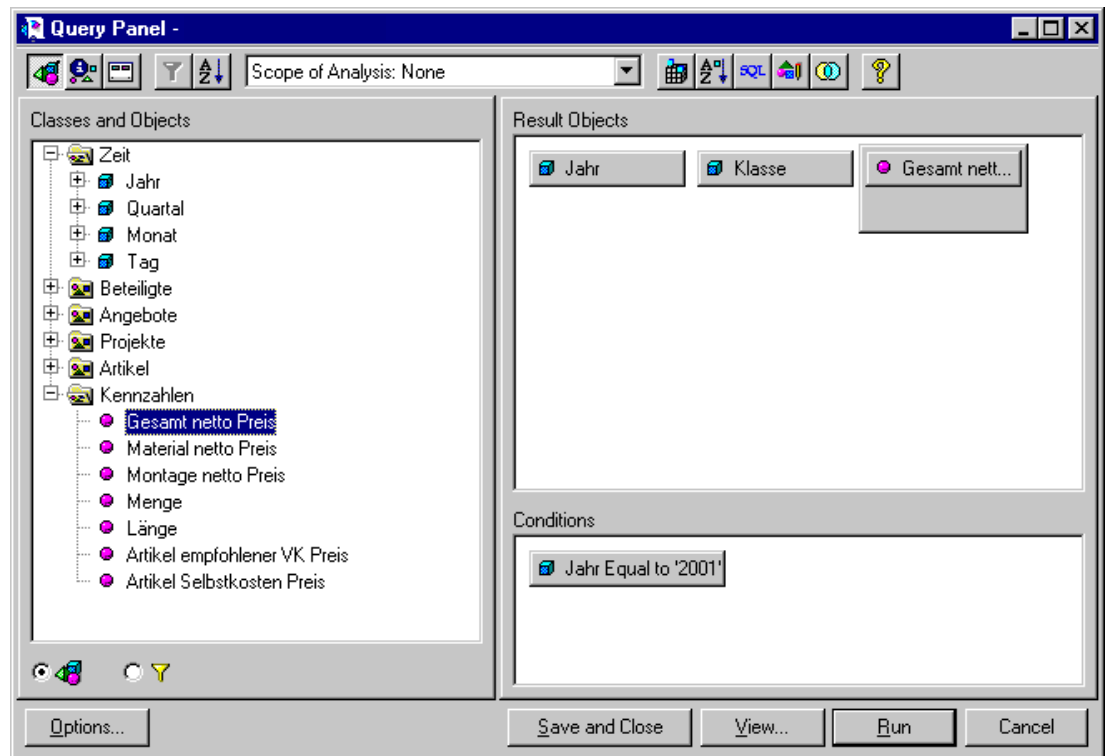 Query Panel -
Scope of Analysis: None
SQL
Classes and Objects
Zeit
Jahr
Quartal
Monat
Tag
Beteiligte
Angebote
Projekte
Artikel
Kennzahlen
Gesamt netto Preis
Material netto Preis
Montage netto Preis
Menge
Länge
Artikel empfohlener VK Preis
Artikel Selbstkosten Preis
Result Objects
Jahr Klasse Gesamt nett...
Conditions
Jahr Equal to '2001'
Options... Save and Close View... Run Cancel